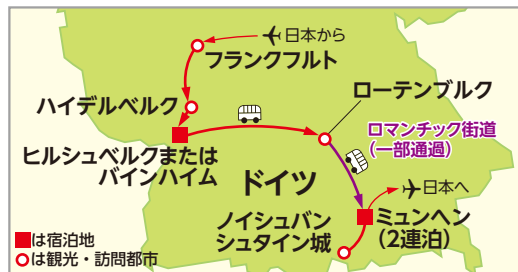 日本から
フランクフルト
ハイデルベルク
ローテンブルク
ロマンチック街道
(一部通過)
ヒルシュベルクまたは
バインハイム
ドイツ
日本へ
ミュンヘン
(2連泊)
ノイシュバン
シュタイン城
は宿泊地
は観光・訪問都市